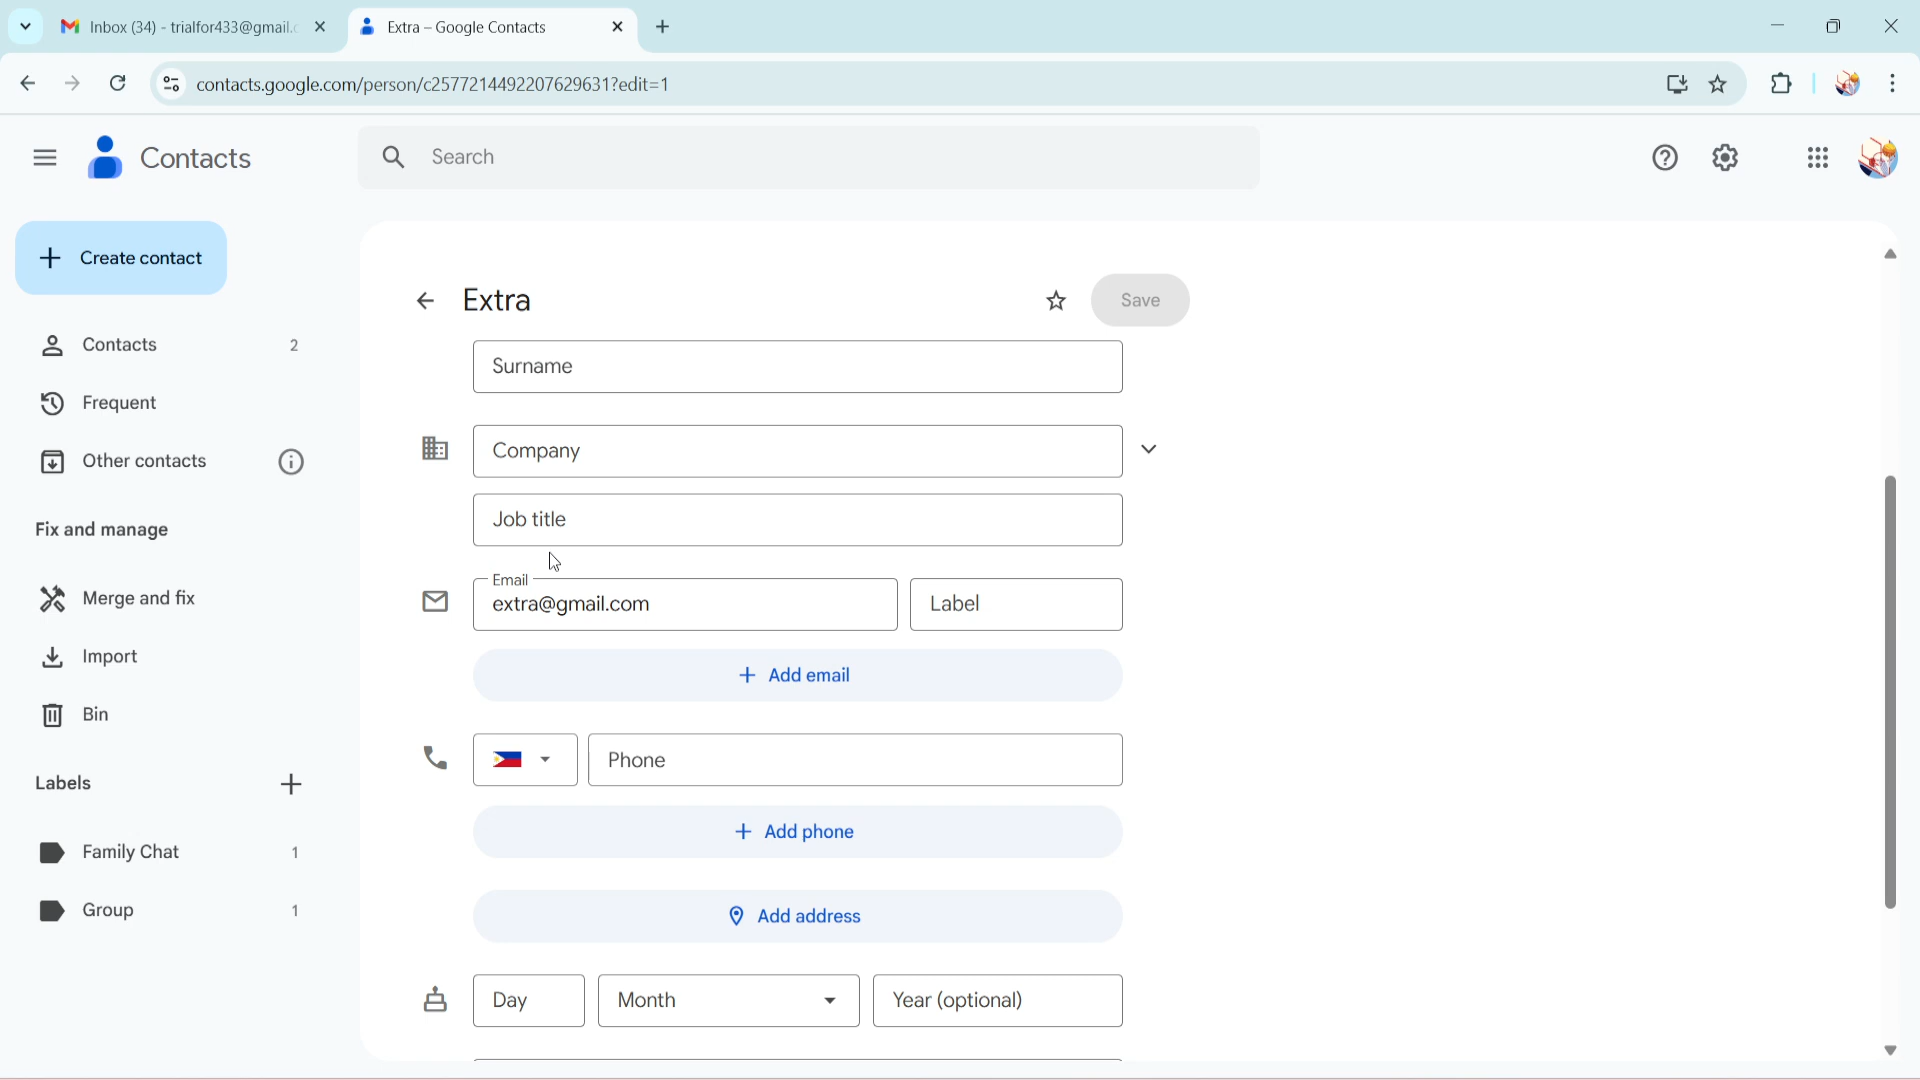 Inbox (34) - trialfor433@gmail.c
Extra – Google Contacts
contacts.google.com/person/c2577214492207629631?edit=1
Contacts
Search
Create contact
Contacts 2
Frequent
Other contacts
Fix and manage
Merge and fix
Import
Bin
Labels
Family Chat 1
Group 1
Extra
Save
Surname
Company
Job title
Email
extra@gmail.com
Label
+ Add email
Phone
+ Add phone
Add address
Day
Month
Year (optional)